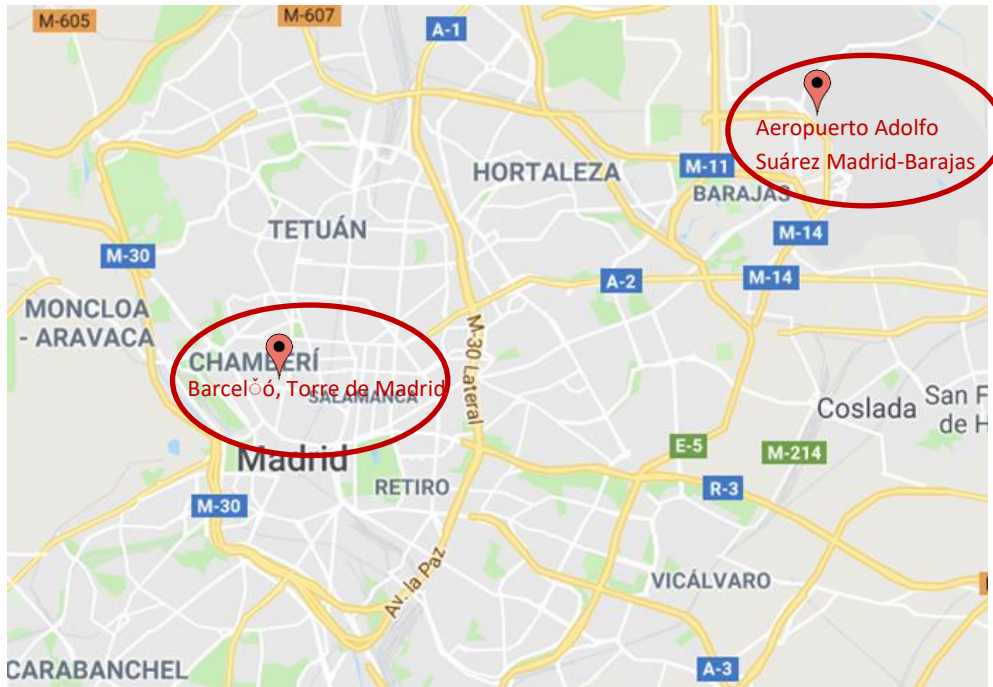 M-605
M-607
A-1
Aeropuerto Adolfo
Suárez Madrid-Barajas
HORTALEZA
M-11
BARAJAS
TETUÁN
M-14
M-30
A-2
M-14
MONCLOA
- ARAVACA
M-30 Lateral
CHAMBERÍ
Barcel◌̌ó, Torre de Madrid
SALAMANCA
Coslada
San F
de H
Madrid
E-5
M-214
RETIRO
R-3
M-30
Av. la Paz
VICÁLVARO
CARABANCHEL
A-3